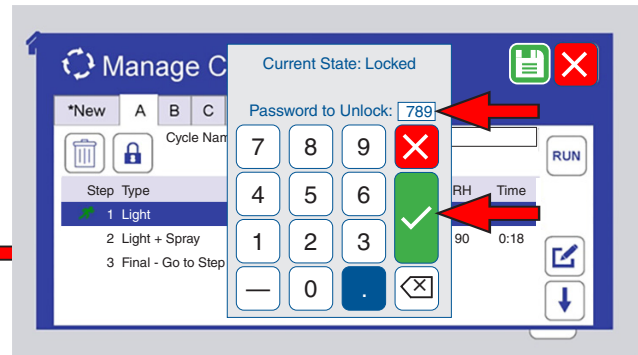 Manage C
Current State: Locked
*New A B C
Password to Unlock: 789
Cycle Nam
RUN
7 8 9
4 5 6
1 2 3
— 0 .
Step Type RH Time
1 Light
2 Light + Spray 90 0:18
3 Final - Go to Step